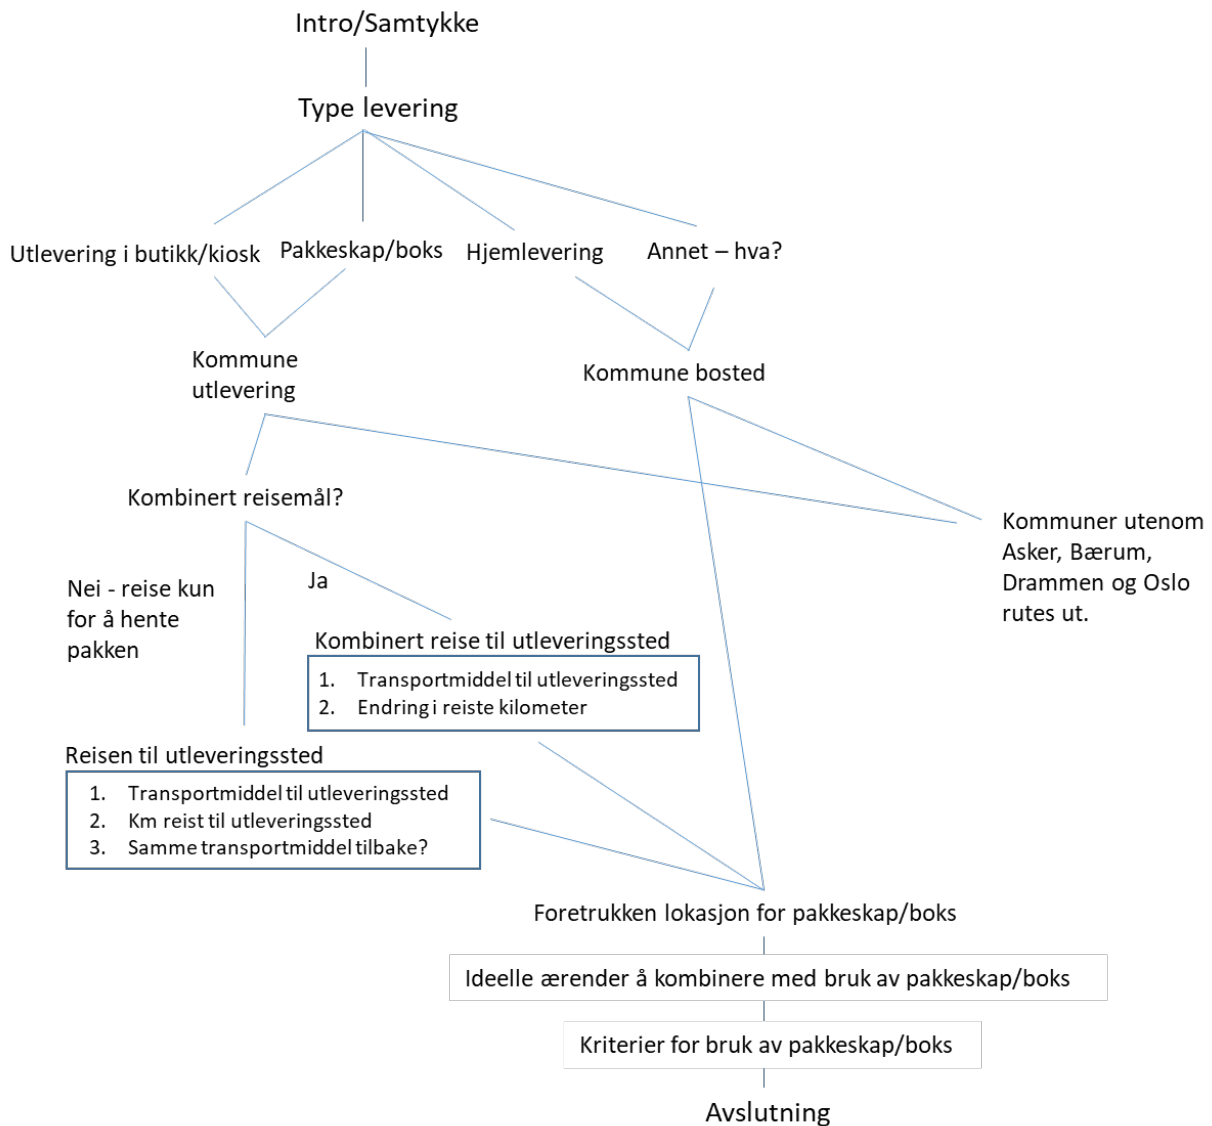 Intro/Samtykke
Type levering
Utlevering i butikk/kiosk
Pakkeskap/boks
Hjemlevering
Annet – hva?
Kommune
utlevering
Kommune bosted
Kombinert reisemål?
Kommuner utenom
Asker, Bærum,
Drammen og Oslo
rutes ut.
Nei - reise kun
for å hente
pakken
Ja
Kombinert reise til utleveringssted
1. Transportmiddel til utleveringssted
2. Endring i reiste kilometer
Reisen til utleveringssted
1. Transportmiddel til utleveringssted
2. Km reist til utleveringssted
3. Samme transportmiddel tilbake?
Foretrukken lokasjon for pakkeskap/boks
Ideelle ærender å kombinere med bruk av pakkeskap/boks
Kriterier for bruk av pakkeskap/boks
Avslutning